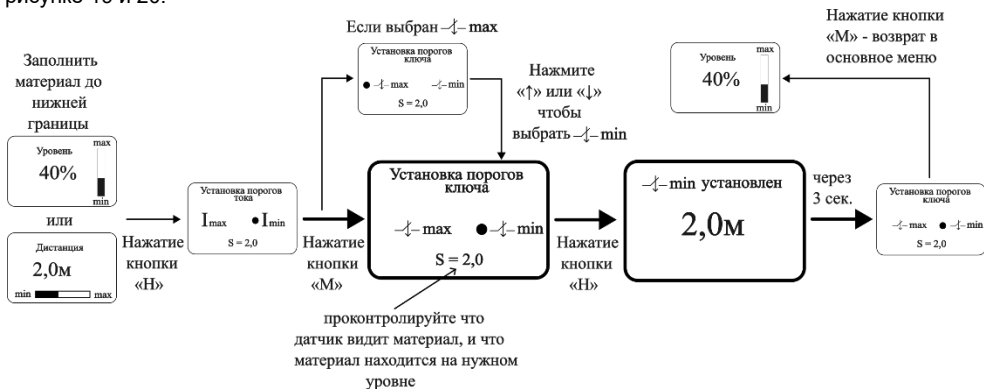 рисунке 19 и 20.
Заполнить
материал до
нижней
границы
Уровень
40%
max
min
или
Дистанция
2,0м
min
max
Нажатие
кнопки
«Н»
Установка порогов
тока
Imax ●Imin
S = 2,0
Нажатие
кнопки
«М»
Если выбран max
Установка порогов
ключа
● max min
S = 2,0
Нажмите
«↑» или «↓»
чтобы
выбрать min
Установка порогов
ключа
max ● min
S = 2,0
проконтролируйте что
датчик видит материал, и что
материал находится на нужном
уровне
Нажатие
кнопки
«Н»
min установлен
2,0м
через
3 сек.
Установка порогов
ключа
max ● min
S = 2,0
Нажатие кнопки
«М» - возврат в
основное меню
Уровень
40%
max
min